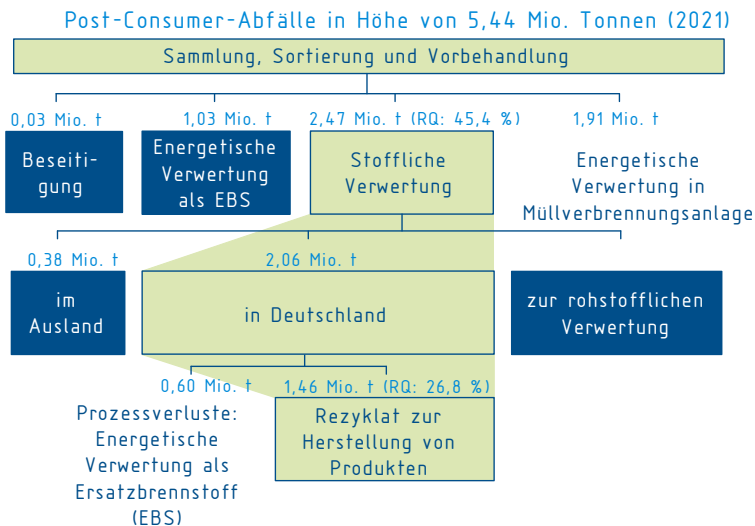 Post-Consumer-Abfälle in Höhe von 5,44 Mio. Tonnen (2021)
Sammlung, Sortierung und Vorbehandlung
0,03 Mio. t
Beseiti-
gung
1,03 Mio. t
Energetische
Verwertung
als EBS
2,47 Mio. t (RQ: 45,4 %)
Stoffliche
Verwertung
1,91 Mio. t
Energetische
Verwertung in
Müllverbrennungsanlage
0,38 Mio. t
im
Ausland
2,06 Mio. t
in Deutschland
zur rohstofflichen
Verwertung
0,60 Mio. t
Prozessverluste:
Energetische
Verwertung als
Ersatzbrennstoff
(EBS)
1,46 Mio. t (RQ: 26,8 %)
Rezyklat zur
Herstellung von
Produkten